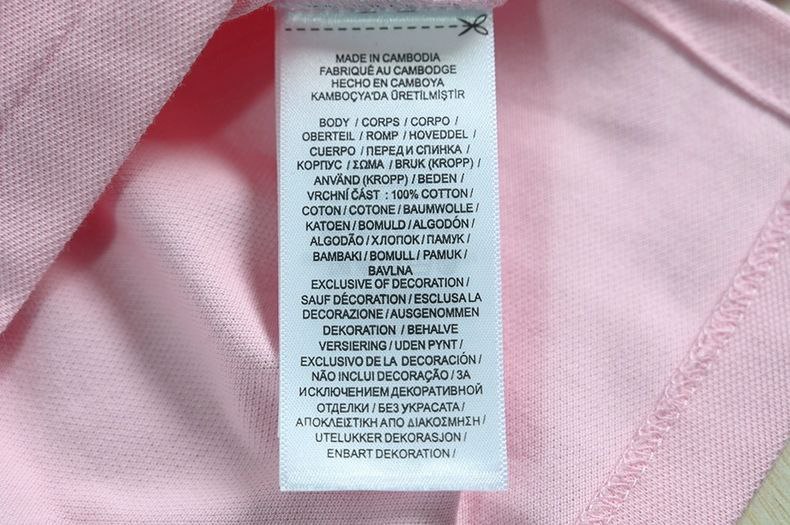 MADE IN CAMBODIA
FABRIQUÉ AU CAMBODGE
HECHO EN CAMBOYA
KAMBOÇYA'DA ÜRETİLMİŞTİR
BODY / CORPS / CORPO /
OBERTEIL / ROMP / HOVEDDEL /
CUERPO / ПЕРЕД И СПИНКА /
КОРПУС / ΣΩΜΑ / BRUK (KROPP) /
ANVÄND (KROPP) / BEDEN /
VRCHNÍ ČÁST : 100% COTTON /
COTON / COTONE / BAUMWOLLE /
KATOEN / BOMULD / ALGODÓN /
ALGODÃO / ХЛОПОК / ПАМУК /
ΒΑΜΒΑΚΙ / BOMULL / PAMUK /
BAVLNA
EXCLUSIVE OF DECORATION /
SAUF DÉCORATION / ESCLUSA LA
DECORAZIONE / AUSGENOMMEN
DEKORATION / BEHALVE
VERSIERING / UDEN PYNT /
EXCLUSIVO DE LA DECORACIÓN /
NÃO INCLUI DECORAÇÃO / ЗА
ИСКЛЮЧЕНИЕМ ДЕКОРАТИВНОЙ
ОТДЕЛКИ / БЕЗ УКРАСАТА /
ΑΠΟΚΛΕΙΣΤΙΚΗ ΑΠΟ ΔΙΑΚΟΣΜΗΣΗ /
UTELUKKER DEKORASJON /
ENBART DEKORATION /